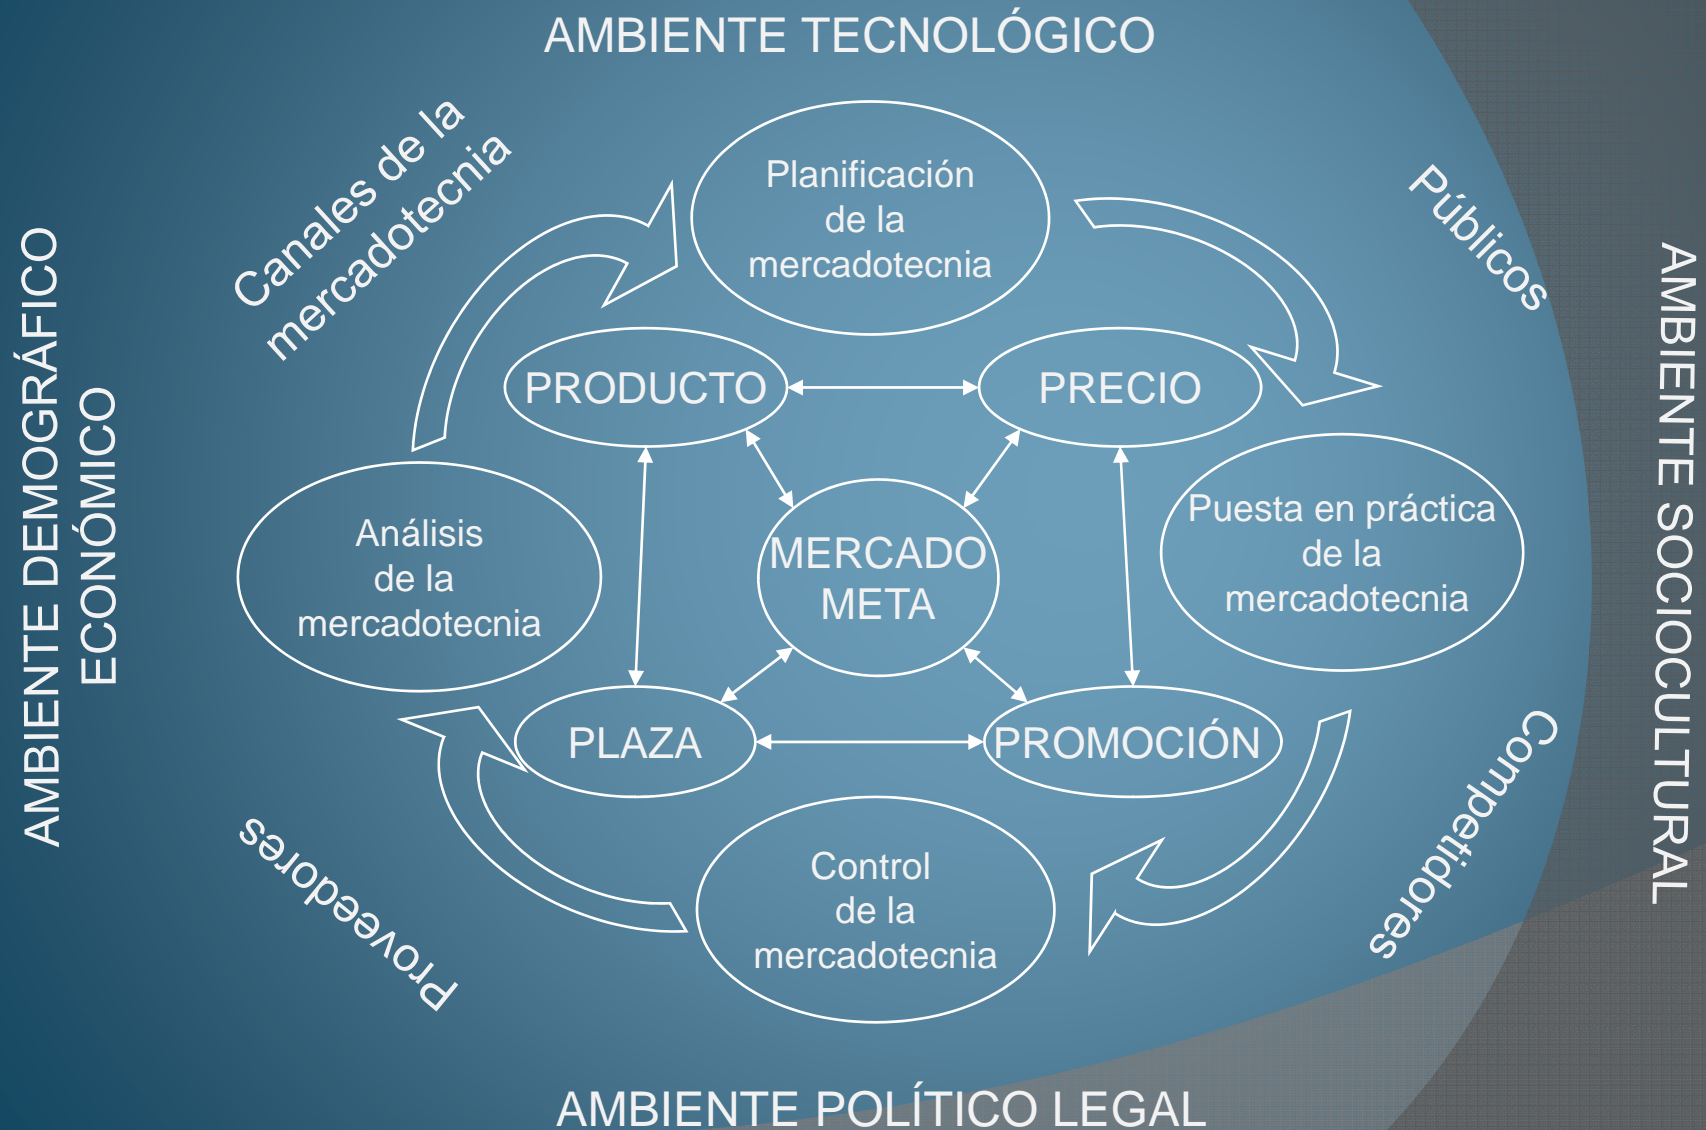 AMBIENTE TECNOLÓGICO
Canales de la
mercadotecnia
Planificación
de la
mercadotecnia
Públicos
AMBIENTE DEMOGRÁFICO
ECONÓMICO
PRODUCTO
PRECIO
AMBIENTE SOCIOCULTURAL
Análisis
de la
mercadotecnia
MERCADO
META
Puesta en práctica
de la
mercadotecnia
PLAZA
PROMOCIÓN
Proveedores
Control
de la
mercadotecnia
Competidores
AMBIENTE POLÍTICO LEGAL